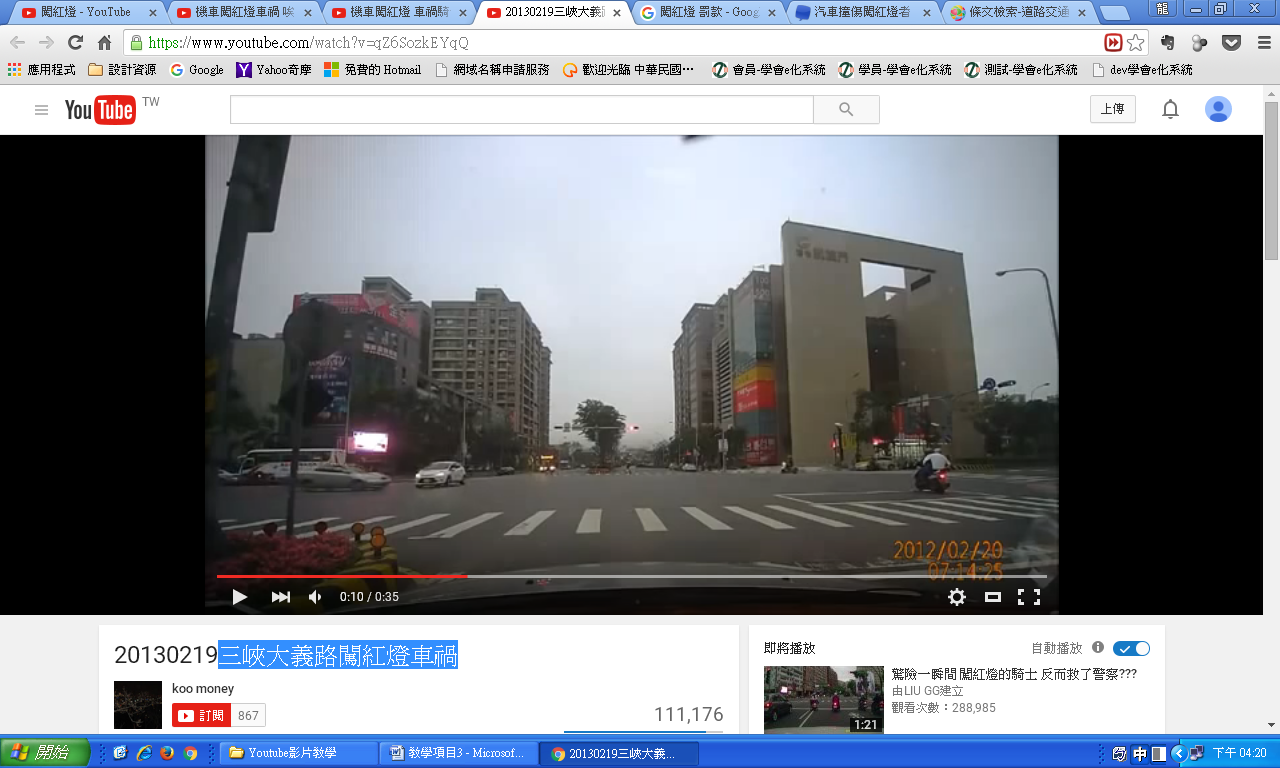 闖紅燈 - YouTube
機車闖紅燈車禍 唉
機車闖紅燈 車禍騎
20130219三峽大義
闖紅燈 罰款 - Goog
汽車撞傷闖紅燈者
條文檢索-道路交通
龍
https://www.youtube.com/watch?v=qZ6SxekEYqQ
應用程式
設計資源
Google
Yahoo奇摩
免費的 Hotmail
網域名稱申請服務
歡迎光臨 中華民國…
會員-學會e化系統
學員-學會e化系統
測試-學會e化系統
dev學會e化系統
YouTube TW
上傳
2012/02/20
07:14:25
0:10 / 0:35
20130219三峽大義路闖紅燈車禍
koo money
訂閱 867
111,176
即將播放
自動播放
驚險一瞬間 闖紅燈的騎士 反而救了警察???
由LIU GG建立
觀看次數：288,985
1:21
開始
Youtube影片教學
教學項目3 - Microsof...
20130219三峽大義...
中
下午 04:20